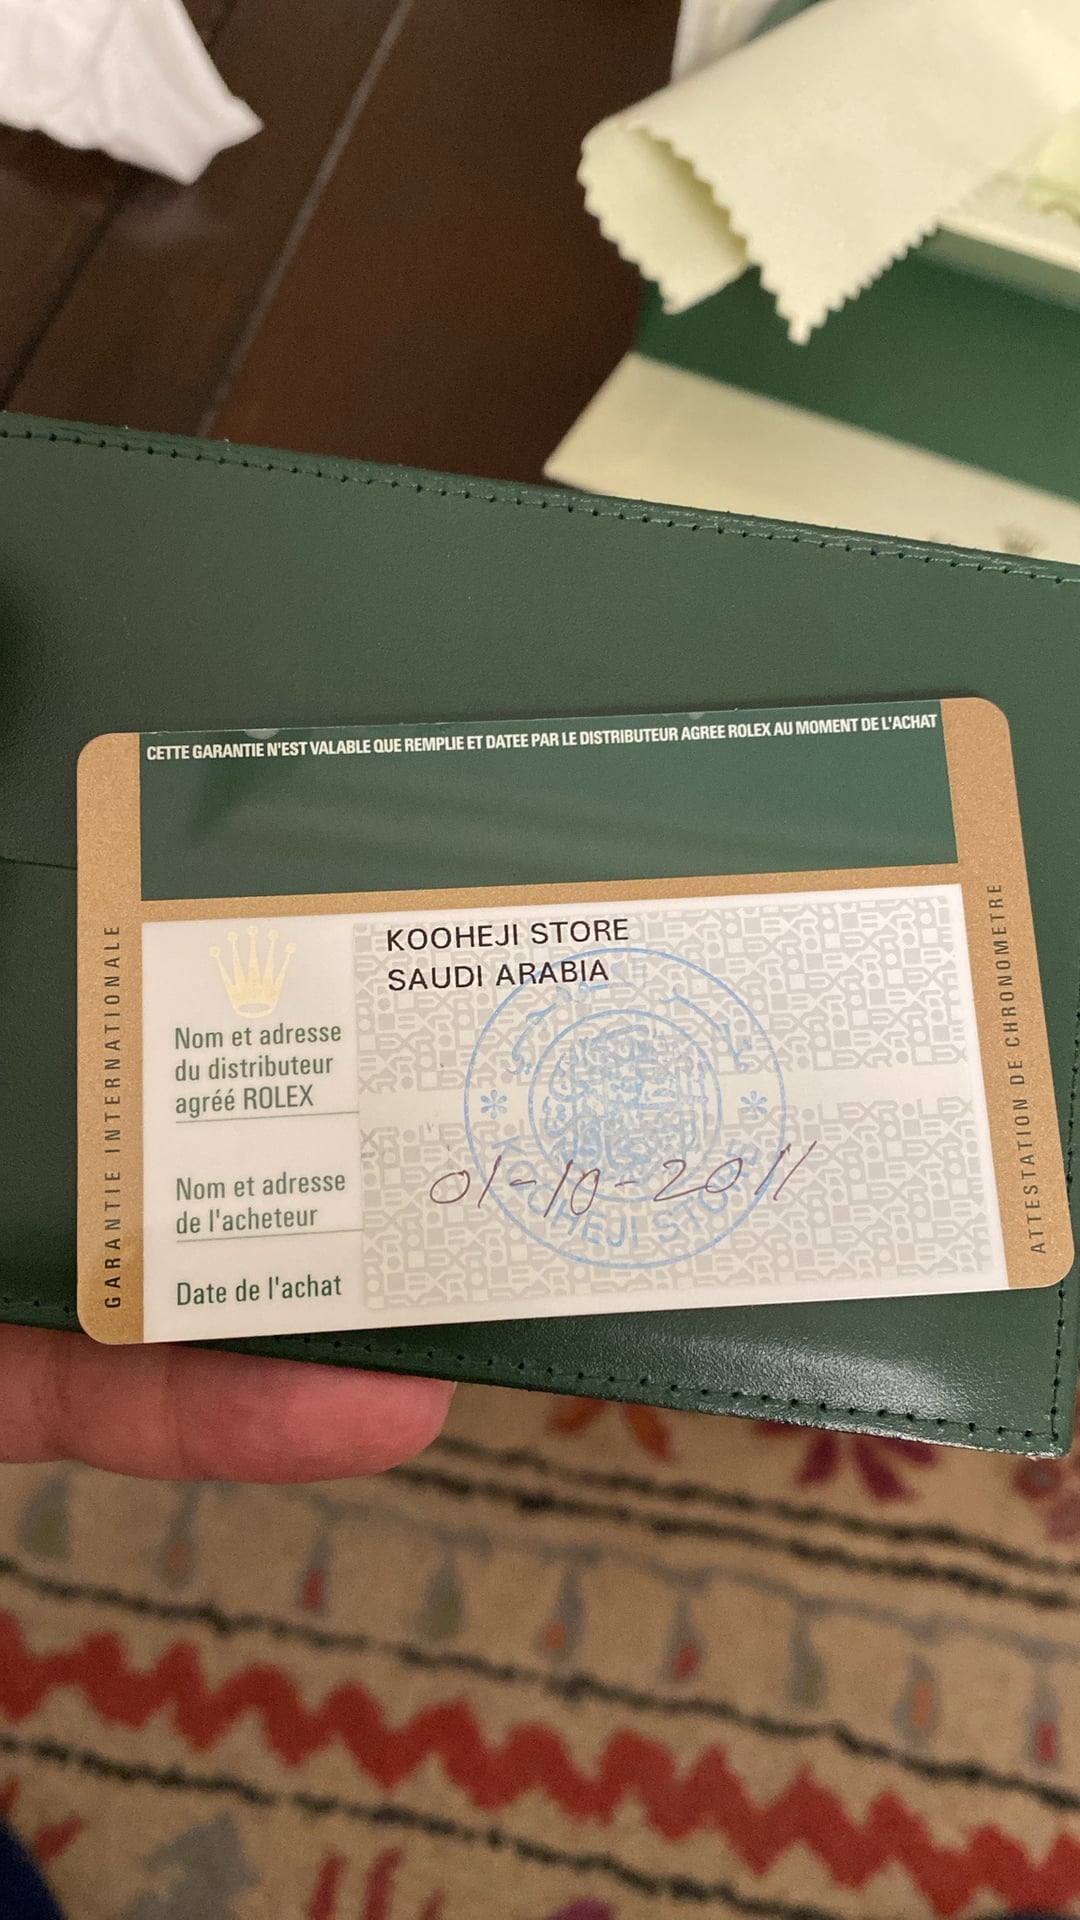 CETTE GARANTIE N'EST VALABLE QUE REMPLIE ET DATEE PAR LE DISTRIBUTEUR AGREE ROLEX AU MOMENT DE L'ACHAT
GARANTIE INTERNATIONALE
KOOHEJI STORE
SAUDI ARABIA
Nom et adresse
du distributeur
agréé ROLEX
Nom et adresse
de l'acheteur
01-10-2011
KOOHEJI STORE
Date de l'achat
ATTESTATION DE CHRONOMETRE